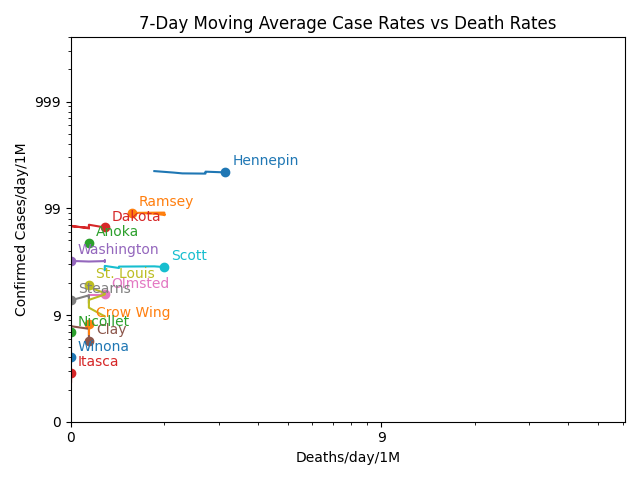 7-Day Moving Average Case Rates vs Death Rates
Confirmed Cases/day/1M
999
99
9
0
Hennepin
Ramsey
Dakota
Anoka
Washington
Scott
St. Louis
Olmsted
Stearns
Crow Wing
Nicollet
Clay
Winona
Itasca
0
9
Deaths/day/1M